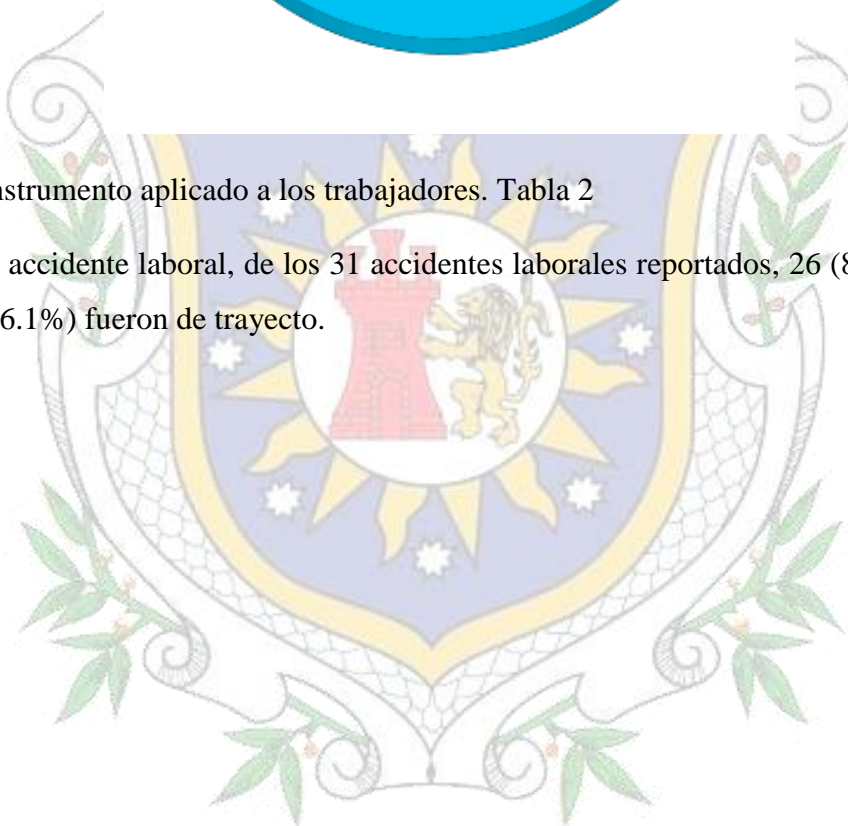 nstrumento aplicado a los trabajadores. Tabla 2
accidente laboral, de los 31 accidentes laborales reportados, 26 (8
6.1%) fueron de trayecto.